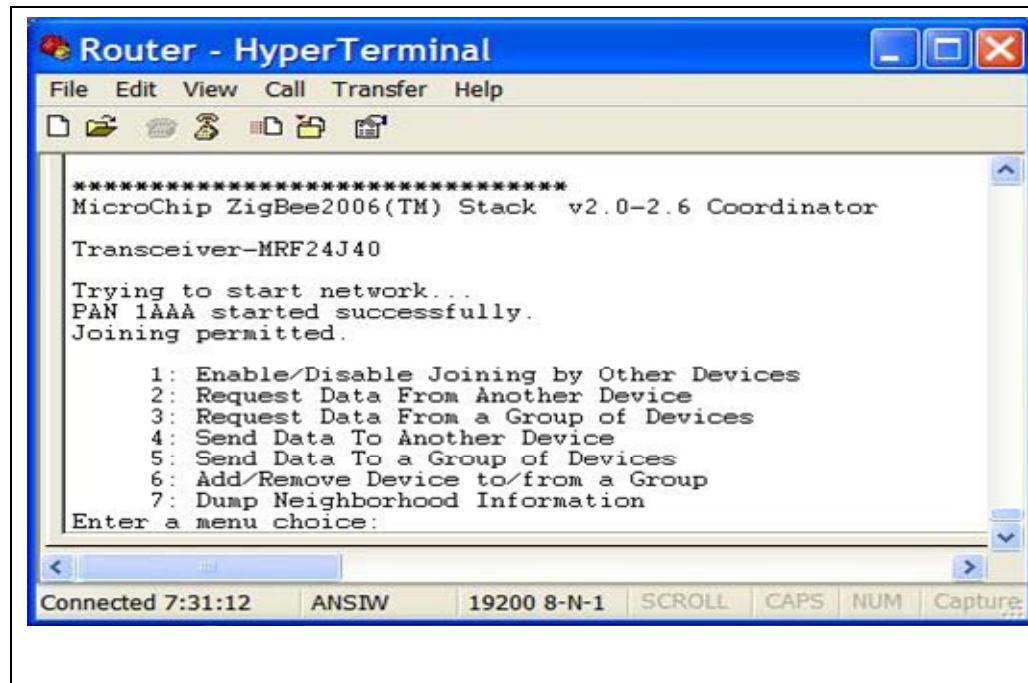 Router - HyperTerminal
File Edit View Call Transfer Help
********************************
MicroChip ZigBee2006(TM) Stack v2.0-2.6 Coordinator
Transceiver-MRF24J40
Trying to start network...
PAN 1AAA started successfully.
Joining permitted.
1: Enable/Disable Joining by Other Devices
2: Request Data From Another Device
3: Request Data From a Group of Devices
4: Send Data To Another Device
5: Send Data To a Group of Devices
6: Add/Remove Device to/from a Group
7: Dump Neighborhood Information
Enter a menu choice:
Connected 7:31:12 ANSIW 19200 8-N-1 SCROLL CAPS NUM Capture